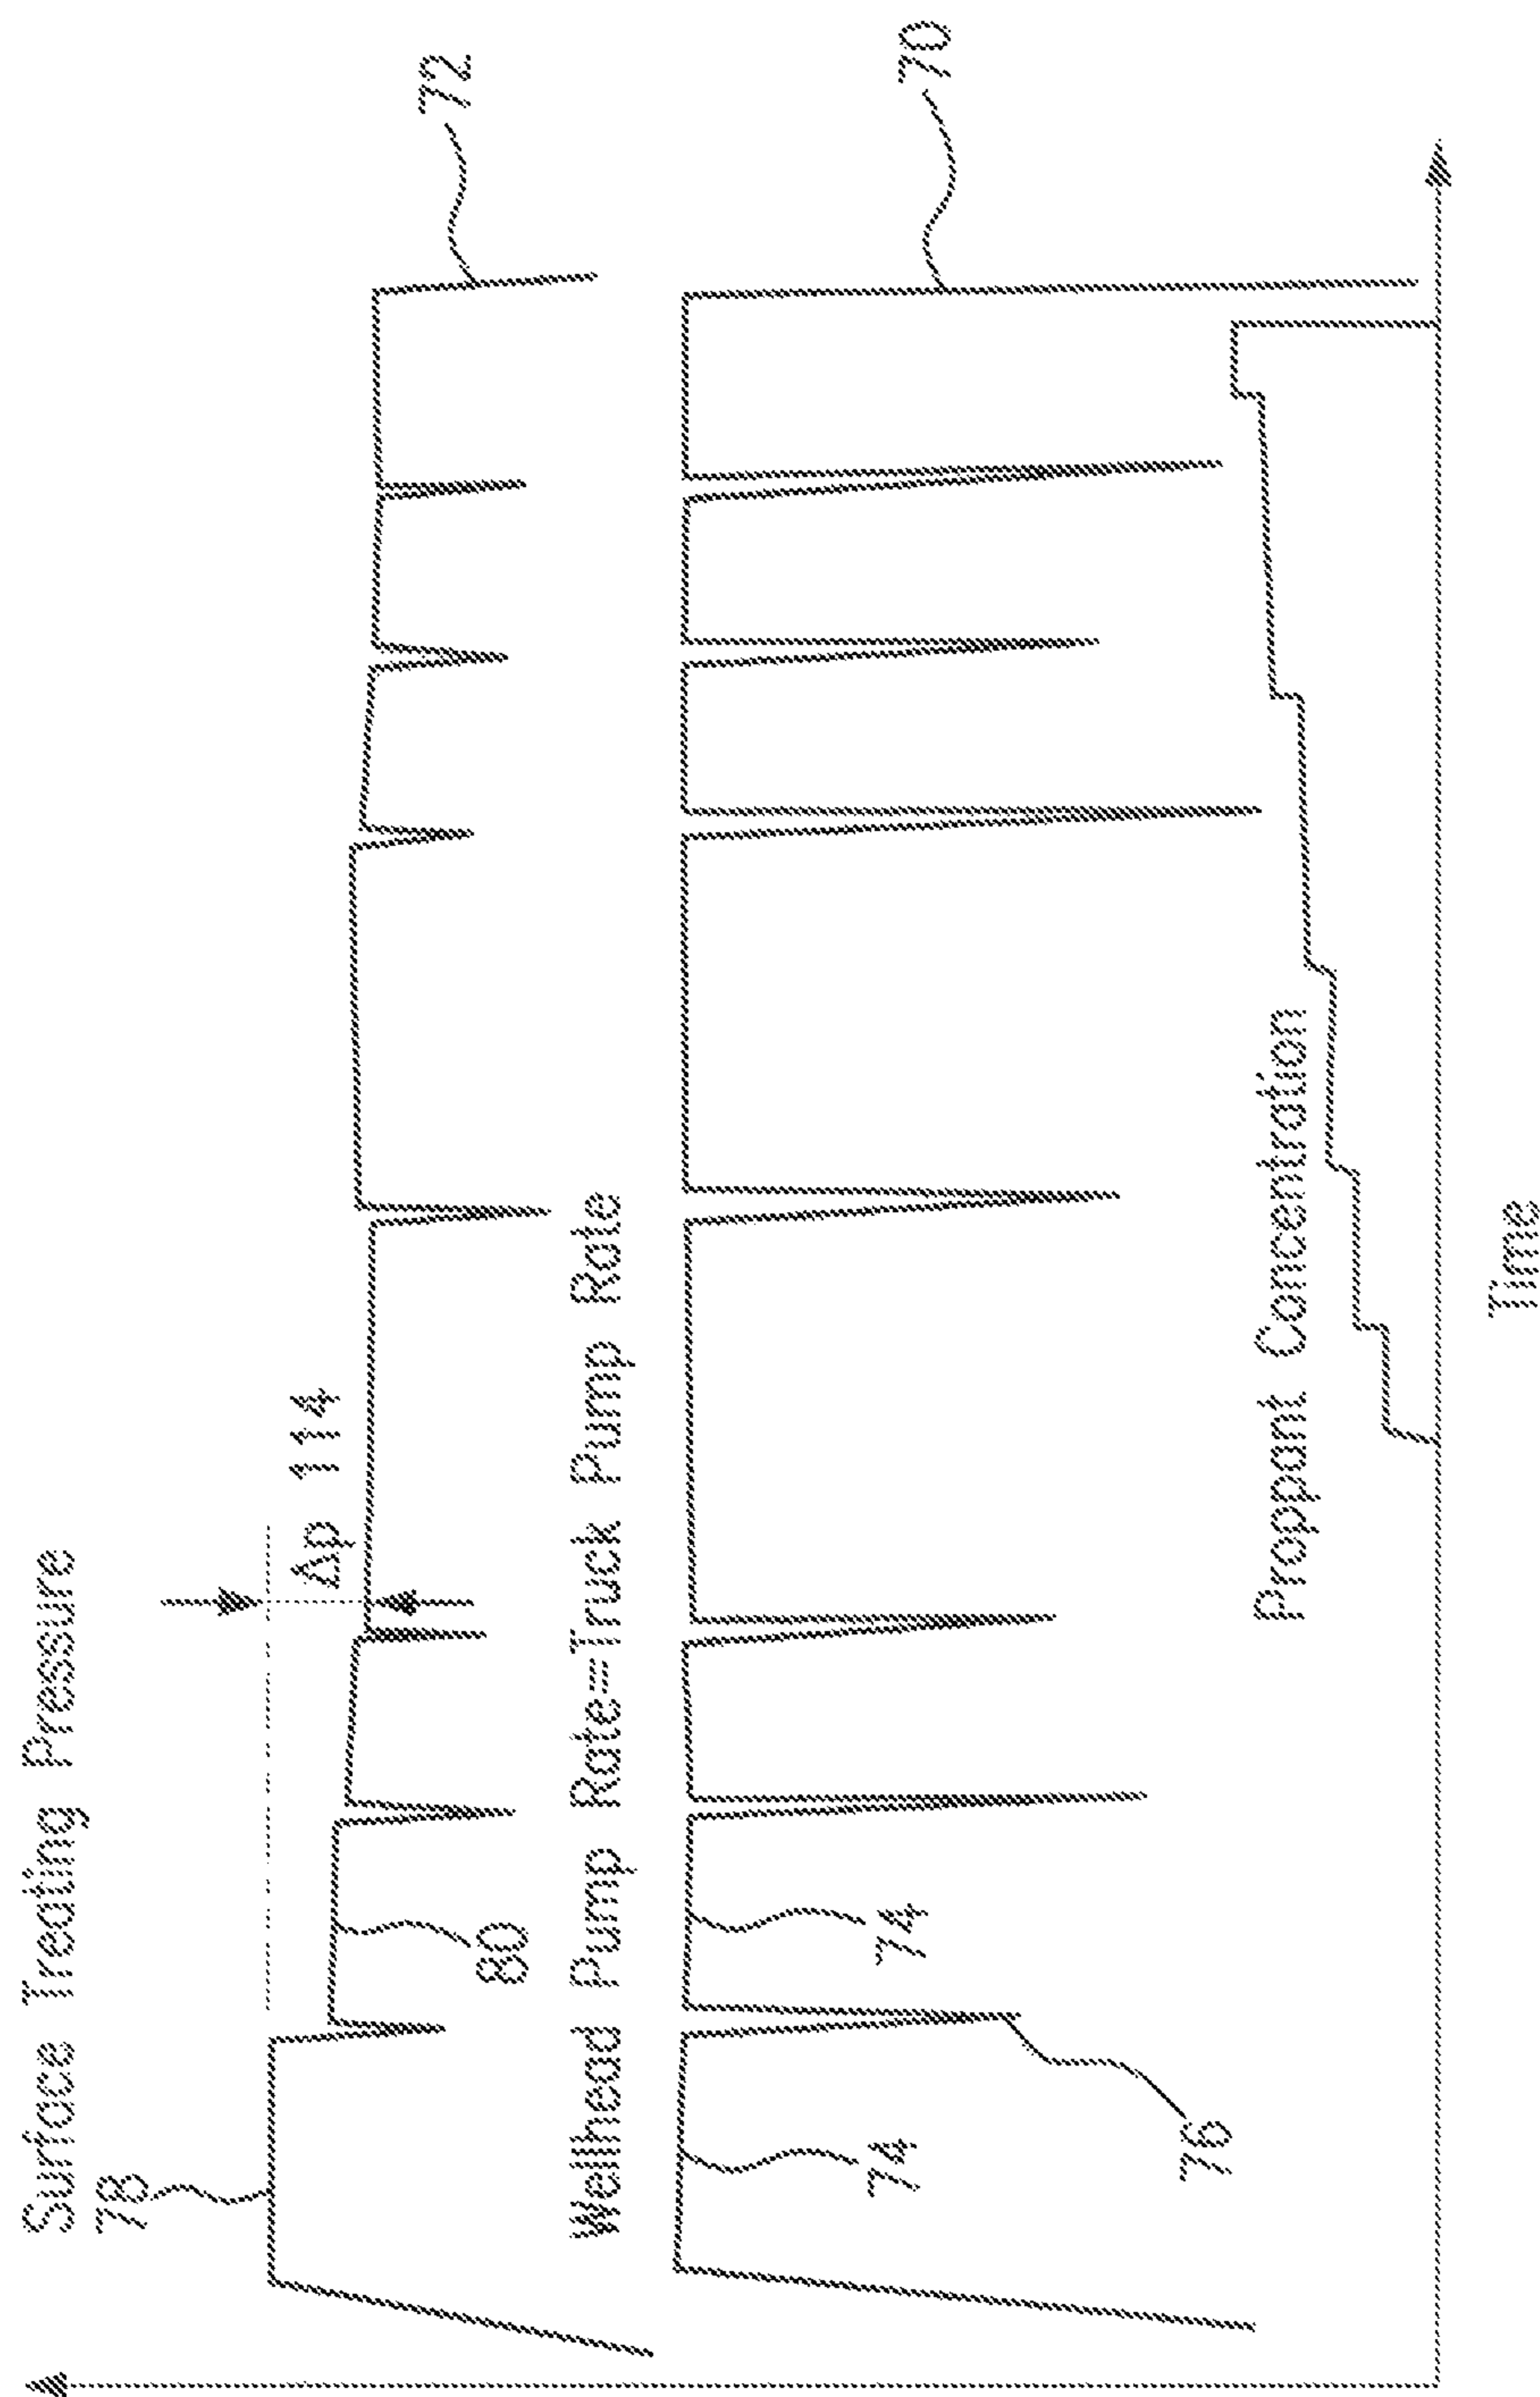 Surface Treating Pressure
78
Δp 114
72
80
Wellhead Pump Rate=Truck Pump Rate
70
74
74
76
Proppant Concentration
Time